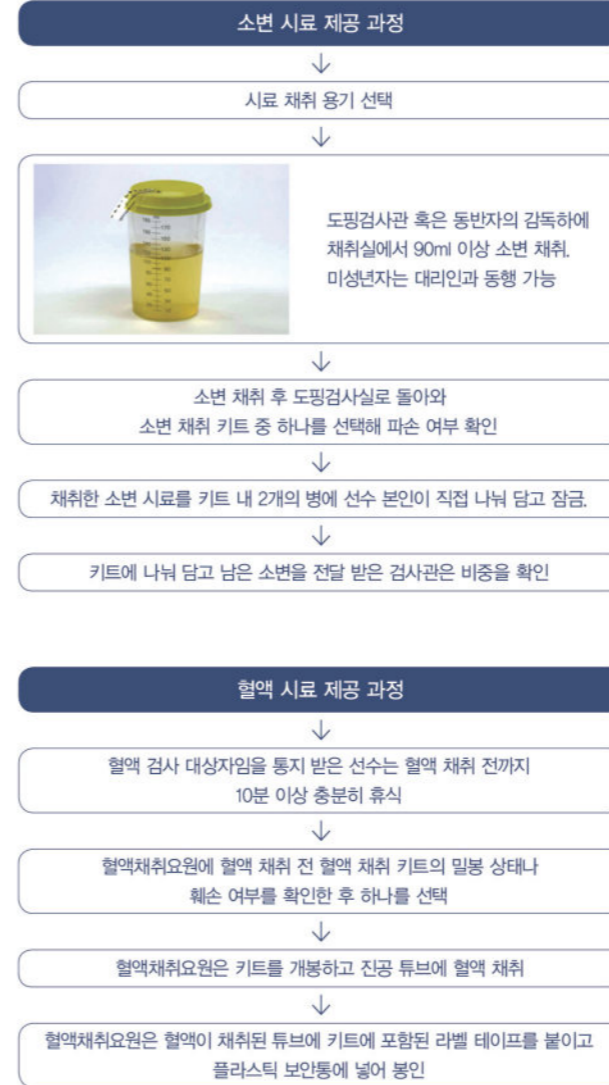 소변 시료 제공 과정
↓
시료 채취 용기 선택
↓
도핑검사관 혹은 동반자의 감독하에
채취실에서 90ml 이상 소변 채취.
미성년자는 대리인과 동행 가능
↓
소변 채취 후 도핑검사실로 돌아와
소변 채취 키트 중 하나를 선택해 파손 여부 확인
↓
채취한 소변 시료를 키트 내 2개의 병에 선수 본인이 직접 나눠 담고 잠금.
↓
키트에 나눠 담고 남은 소변을 전달 받은 검사관은 비중을 확인
혈액 시료 제공 과정
↓
혈액 검사 대상자임을 통지 받은 선수는 혈액 채취 전까지
10분 이상 충분히 휴식
↓
혈액채취요원에 혈액 채취 전 혈액 채취 키트의 밀봉 상태나
훼손 여부를 확인한 후 하나를 선택
↓
혈액채취요원은 키트를 개봉하고 진공 튜브에 혈액 채취
↓
혈액채취요원은 혈액이 채취된 튜브에 키트에 포함된 라벨 테이프를 붙이고
플라스틱 보안통에 넣어 봉인